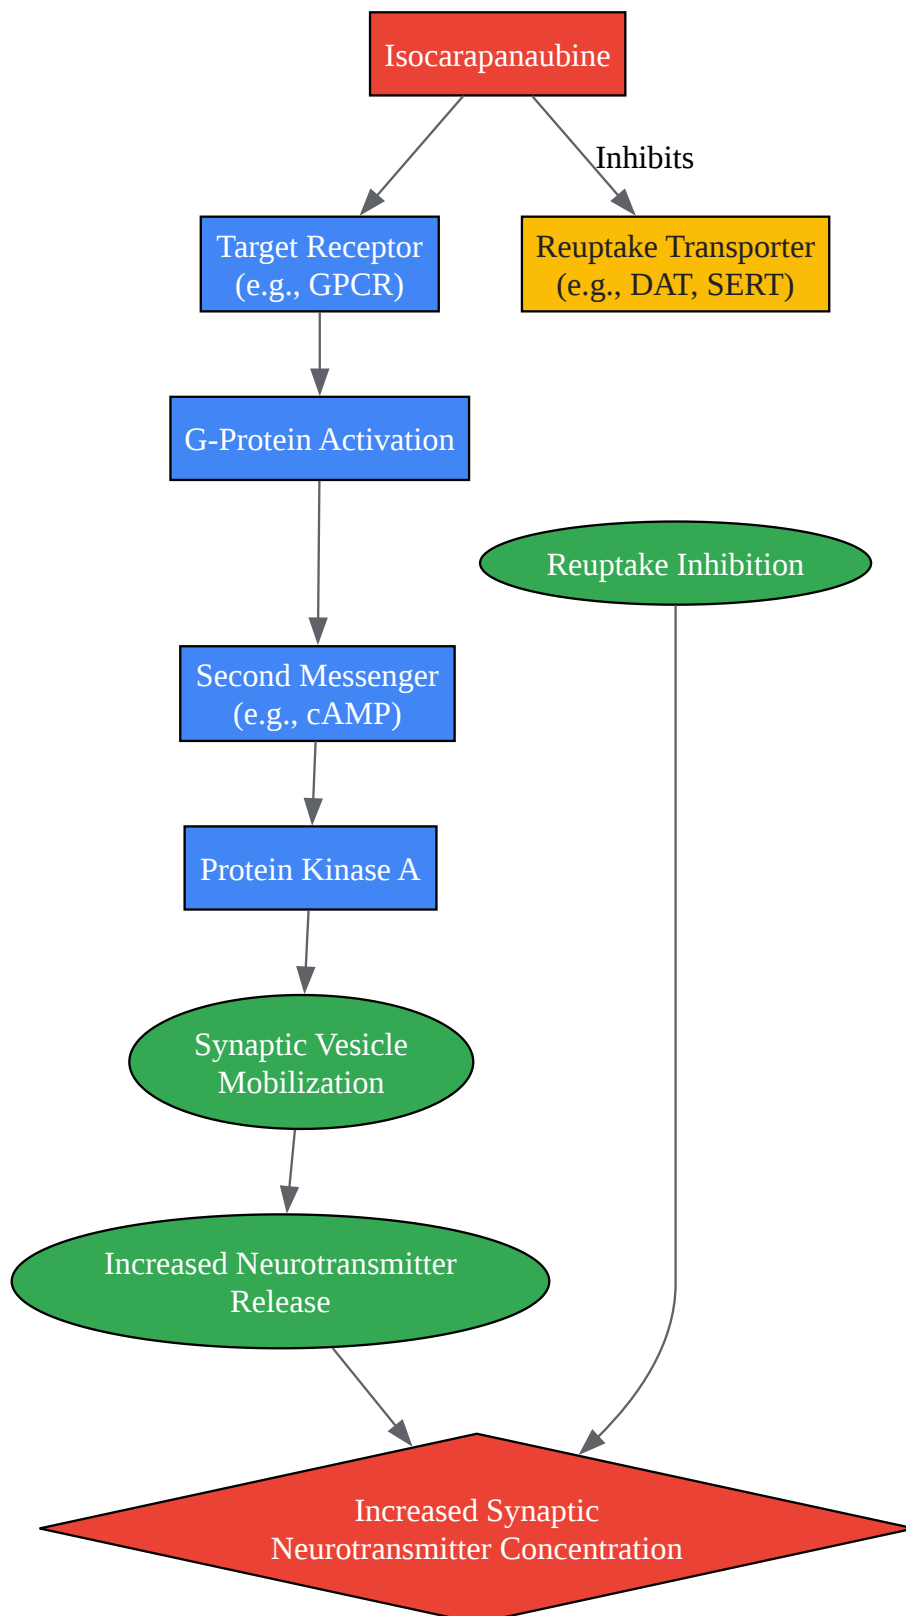 Isocarapanaubine
Inhibits
Target Receptor
(e.g., GPCR)
Reuptake Transporter
(e.g., DAT, SERT)
G-Protein Activation
Reuptake Inhibition
Second Messenger
(e.g., cAMP)
Protein Kinase A
Synaptic Vesicle
Mobilization
Increased Neurotransmitter
Release
Increased Synaptic
Neurotransmitter Concentration